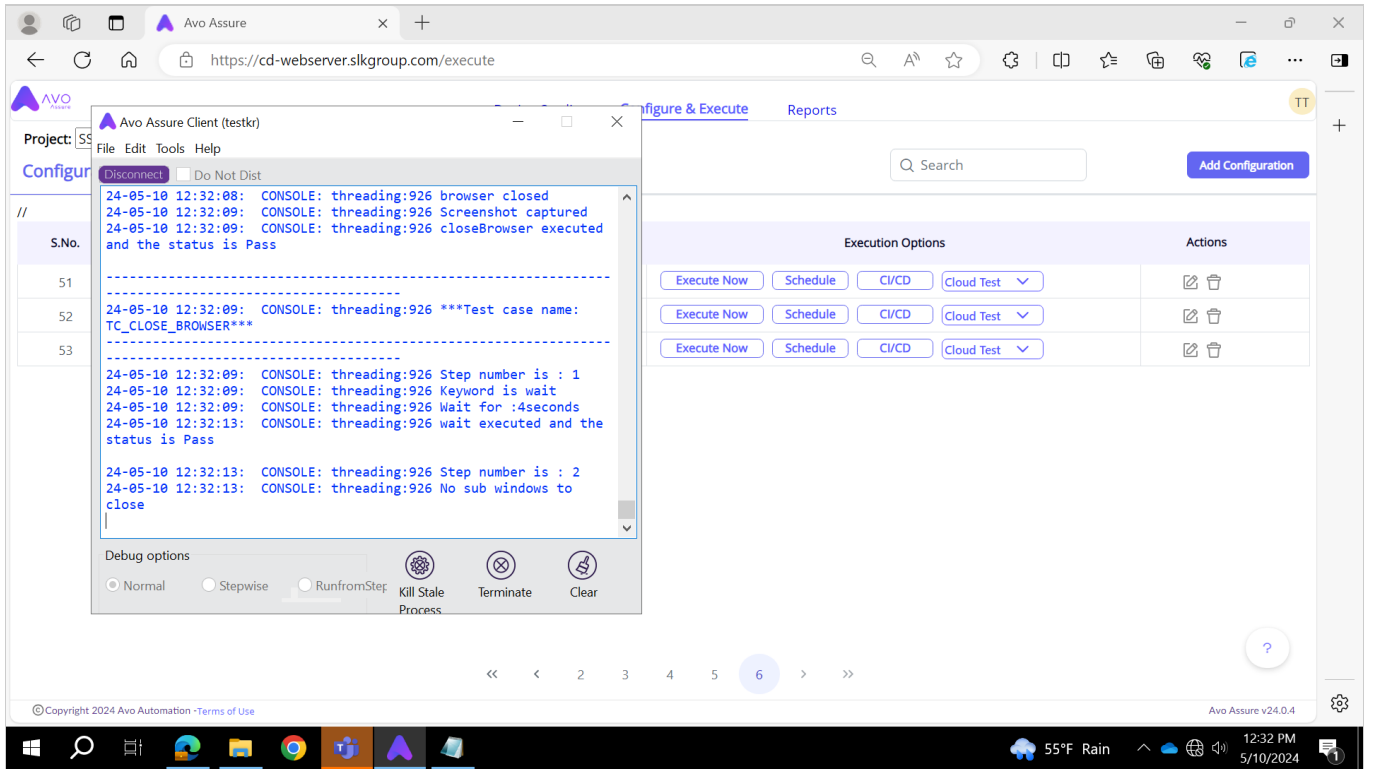 Avo Assure
https://cd-webserver.slkgroup.com/execute
AVO
Assure
Configure & Execute
Reports
TT
Project: SS
Configur
Search
Add Configuration
//
S.No.
Execution Options
Actions
51
Execute Now
Schedule
CI/CD
Cloud Test
52
Execute Now
Schedule
CI/CD
Cloud Test
53
Execute Now
Schedule
CI/CD
Cloud Test
Avo Assure Client (testkr)
File Edit Tools Help
Disconnect
Do Not Dist
24-05-10 12:32:08: CONSOLE: threading:926 browser closed
24-05-10 12:32:09: CONSOLE: threading:926 Screenshot captured
24-05-10 12:32:09: CONSOLE: threading:926 closeBrowser executed
and the status is Pass
-----------------------------------------------------------------
--------------------------------------
24-05-10 12:32:09: CONSOLE: threading:926 ***Test case name:
TC_CLOSE_BROWSER***
-----------------------------------------------------------------
--------------------------------------
24-05-10 12:32:09: CONSOLE: threading:926 Step number is : 1
24-05-10 12:32:09: CONSOLE: threading:926 Keyword is wait
24-05-10 12:32:09: CONSOLE: threading:926 Wait for :4seconds
24-05-10 12:32:13: CONSOLE: threading:926 wait executed and the
status is Pass
24-05-10 12:32:13: CONSOLE: threading:926 Step number is : 2
24-05-10 12:32:13: CONSOLE: threading:926 No sub windows to
close
Debug options
Normal
Stepwise
RunfromStep
Kill Stale
Process
Terminate
Clear
?
<< < 2 3 4 5 6 > >>
©Copyright 2024 Avo Automation -Terms of Use
Avo Assure v24.0.4
55°F Rain
12:32 PM
5/10/2024
1